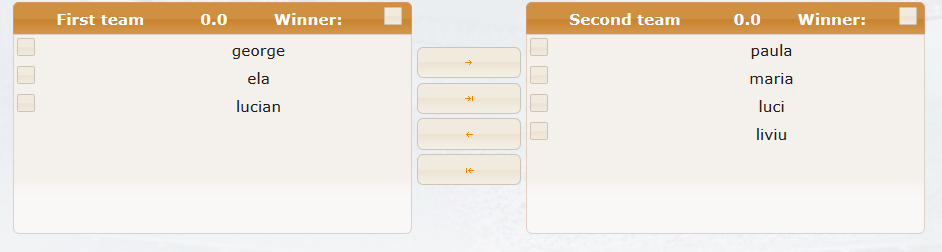 First team 0.0 Winner:
george
ela
lucian
Second team 0.0 Winner:
paula
maria
luci
liviu